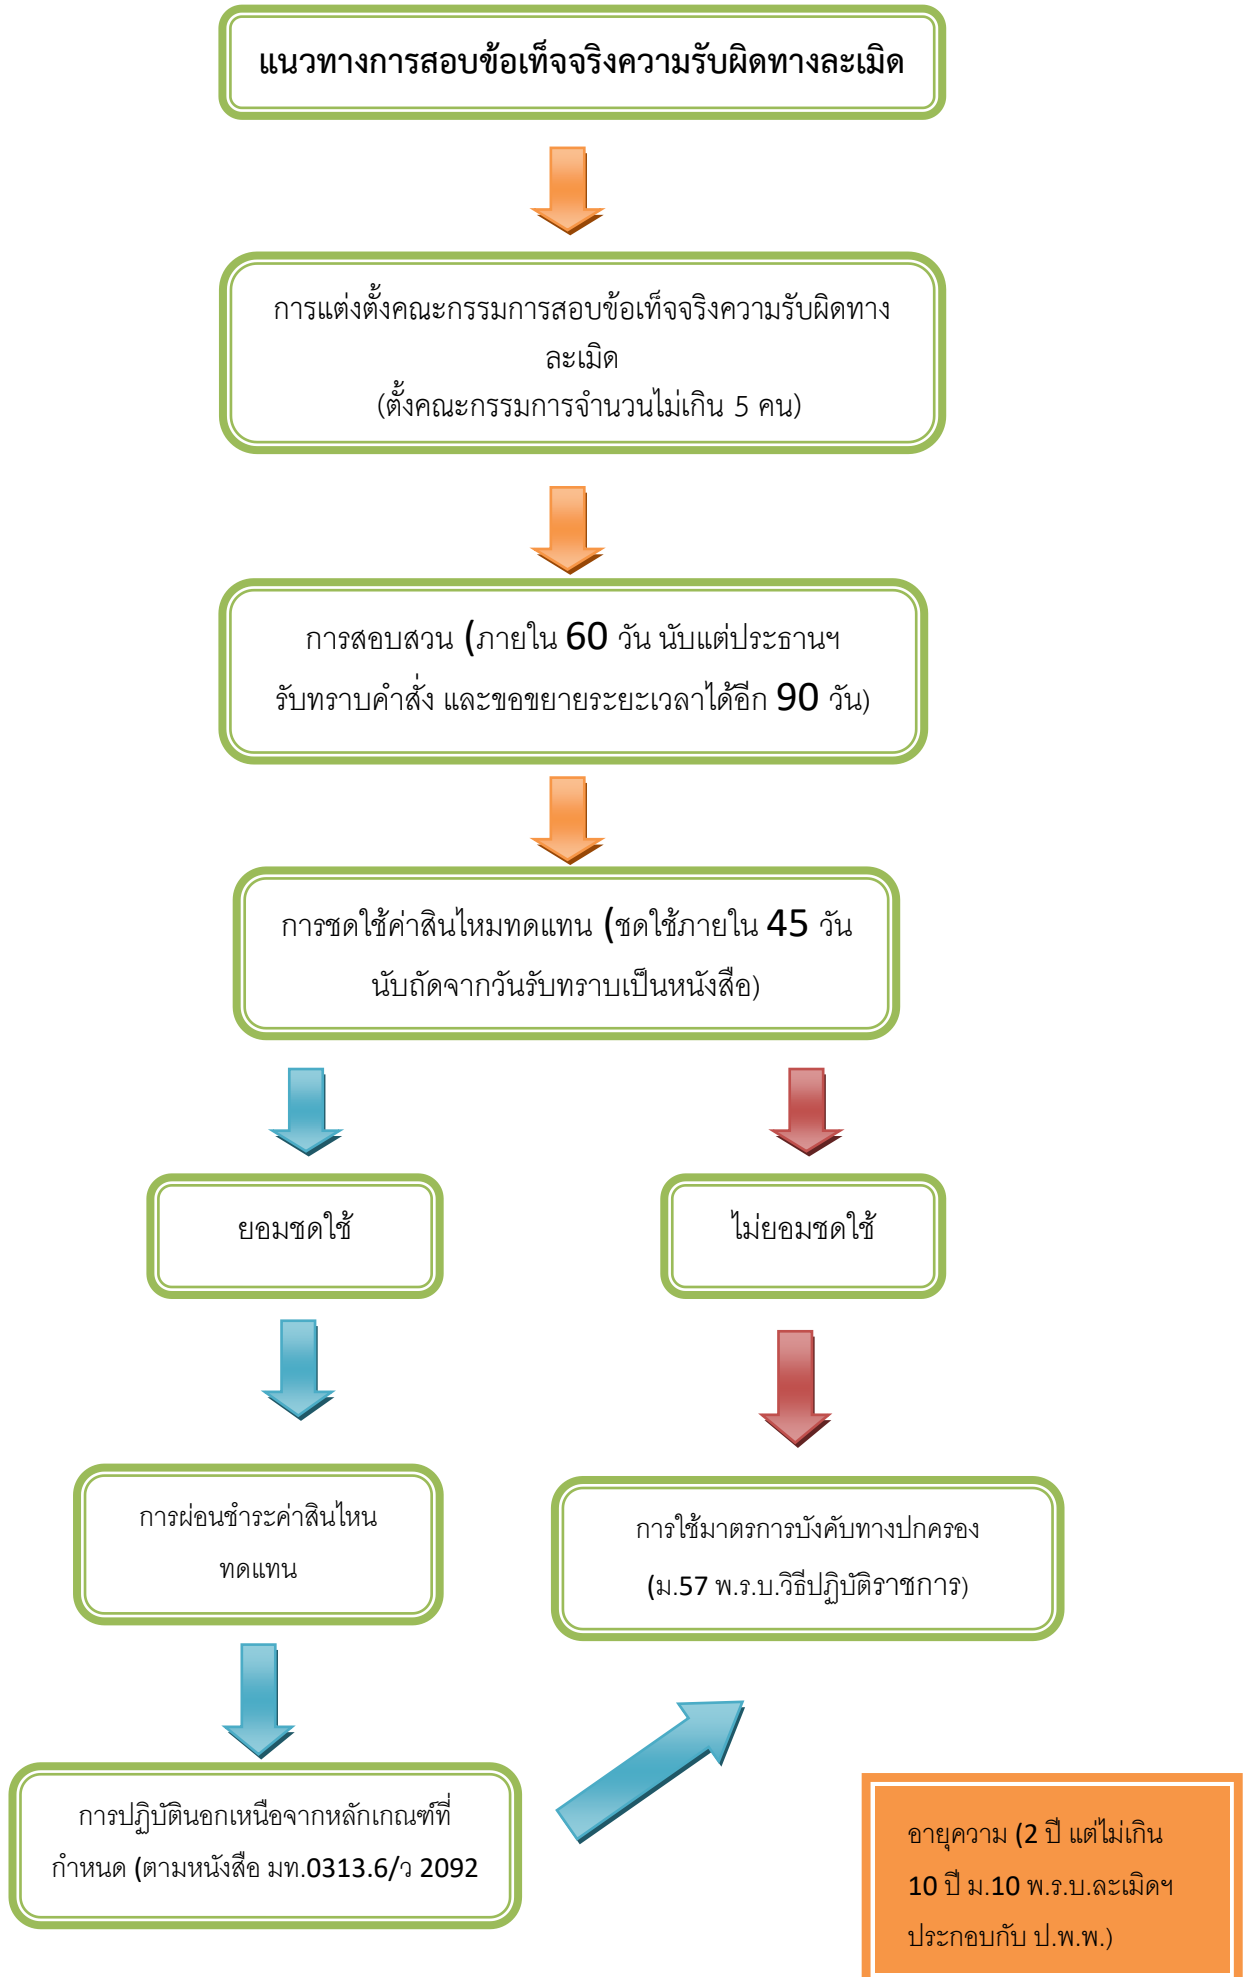 แนวทางการสอบข้อเท็จจริงความรับผิดทางละเมิด
การแต่งตั้งคณะกรรมการสอบข้อเท็จจริงความรับผิดทาง
ละเมิด
(ตั้งคณะกรรมการจำนวนไม่เกิน 5 คน)
การสอบสวน (ภายใน 60 วัน นับแต่ประธานฯ
รับทราบคำสั่ง และขอขยายระยะเวลาได้อีก 90 วัน)
การชดใช้ค่าสินไหมทดแทน (ชดใช้ภายใน 45 วัน
นับถัดจากวันรับทราบเป็นหนังสือ)
ยอมชดใช้
ไม่ยอมชดใช้
การผ่อนชำระค่าสินไหน
ทดแทน
การใช้มาตรการบังคับทางปกครอง
(ม.57 พ.ร.บ.วิธีปฏิบัติราชการ)
การปฏิบัตินอกเหนือจากหลักเกณฑ์ที่
กำหนด (ตามหนังสือ มท.0313.6/ว 2092
อายุความ (2 ปี แต่ไม่เกิน
10 ปี ม.10 พ.ร.บ.ละเมิดฯ
ประกอบกับ ป.พ.พ.)